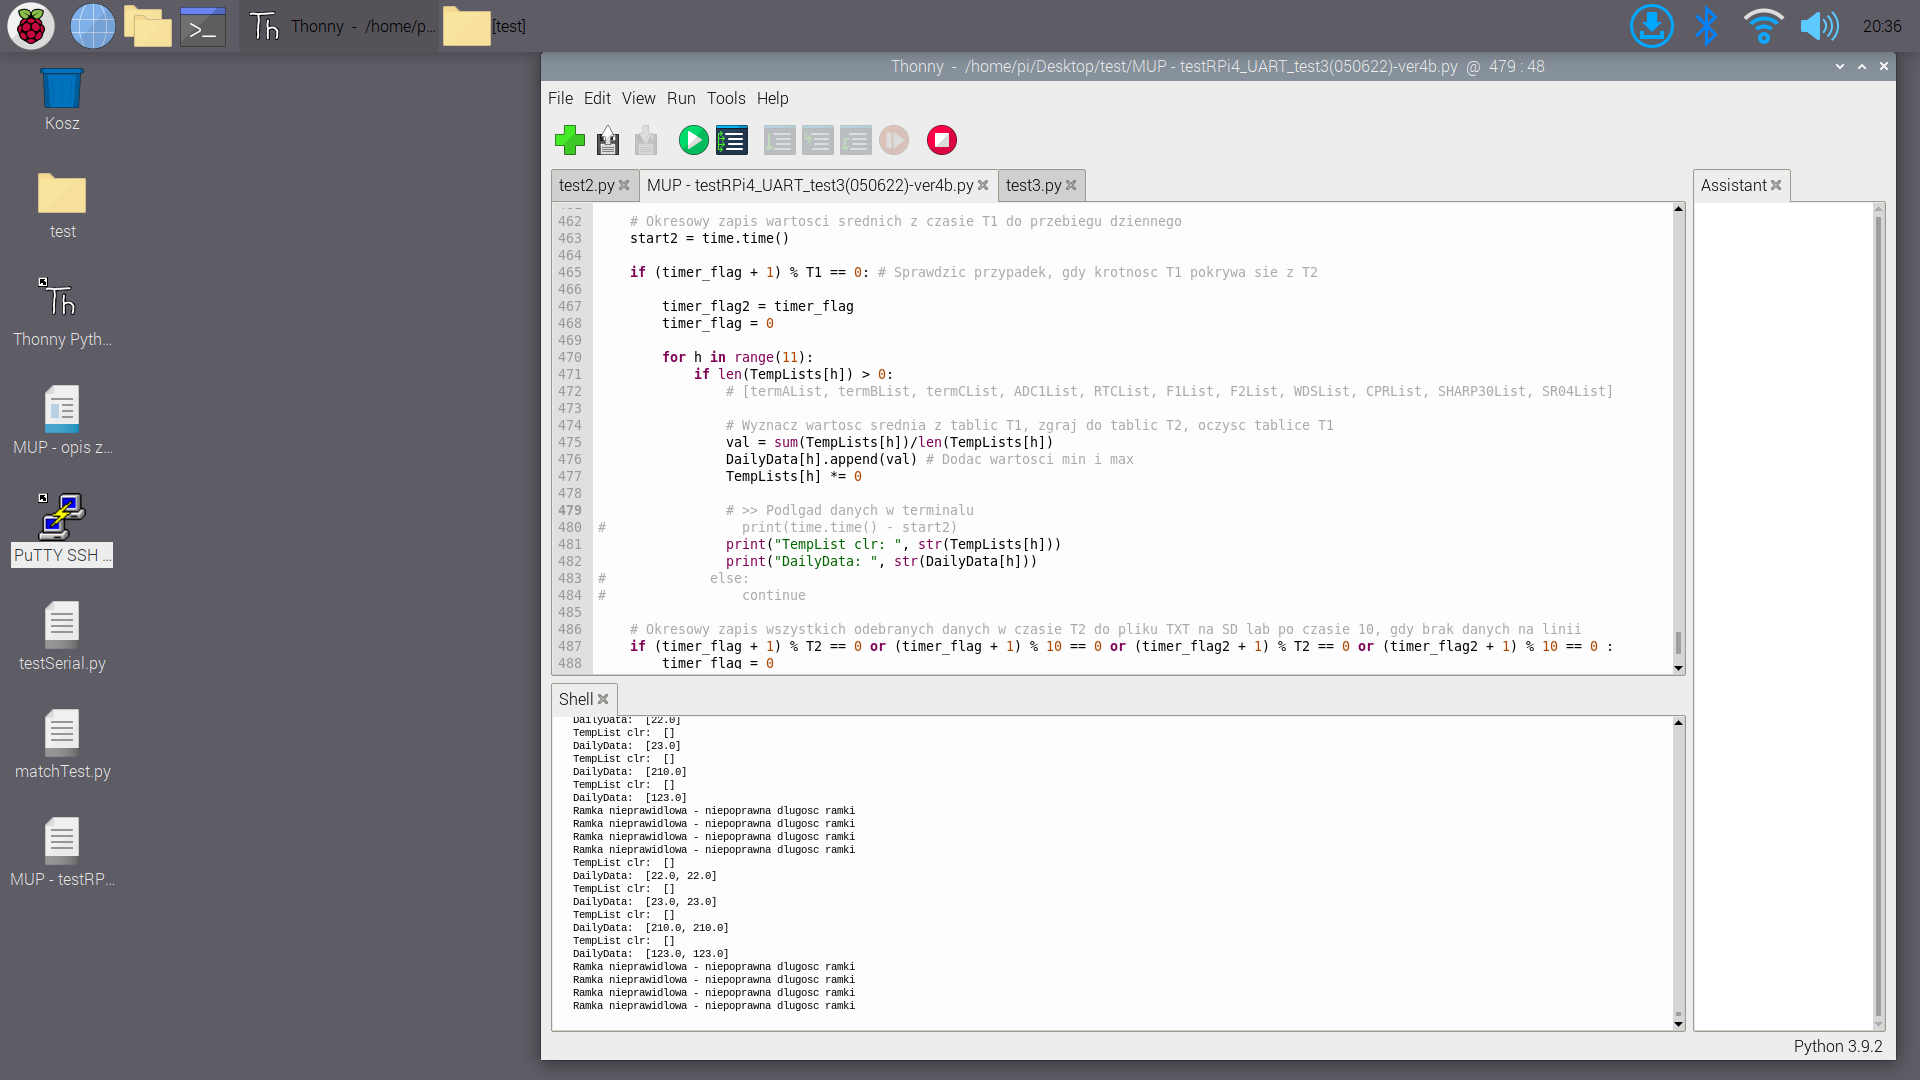 Thonny - /home/p...
[test]
20:36
Kosz
test
Thonny Pyth...
MUP - opis z...
PuTTY SSH ...
testSerial.py
matchTest.py
MUP - testRP...
Thonny - /home/pi/Desktop/test/MUP - testRPi4_UART_test3(050622)-ver4b.py @ 479 : 48
File Edit View Run Tools Help
test2.py MUP - testRPi4_UART_test3(050622)-ver4b.py test3.py
462 # Okresowy zapis wartosci srednich z czasie T1 do przebiegu dziennego
463 start2 = time.time()
464
465 if (timer_flag + 1) % T1 == 0: # Sprawdzic przypadek, gdy krotnosc T1 pokrywa sie z T2
466
467 timer_flag2 = timer_flag
468 timer_flag = 0
469
470 for h in range(11):
471 if len(TempLists[h]) > 0:
472 # [termAList, termBList, termCList, ADC1List, RTCList, F1List, F2List, WDSList, CPRList, SHARP30List, SR04List]
473
474 # Wyznacz wartosc srednia z tablic T1, zgraj do tablic T2, oczysc tablice T1
475 val = sum(TempLists[h])/len(TempLists[h])
476 DailyData[h].append(val) # Dodac wartosci min i max
477 TempLists[h] *= 0
478
479 # >> Podlgad danych w terminalu
480 # print(time.time() - start2)
481 print("TempList clr: ", str(TempLists[h]))
482 print("DailyData: ", str(DailyData[h]))
483 # else:
484 # continue
485
486 # Okresowy zapis wszystkich odebranych danych w czasie T2 do pliku TXT na SD lab po czasie 10, gdy brak danych na linii
487 if (timer_flag + 1) % T2 == 0 or (timer_flag + 1) % 10 == 0 or (timer_flag2 + 1) % T2 == 0 or (timer_flag2 + 1) % 10 == 0 :
488 timer_flag = 0
Shell
DailyData: [22.0]
TempList clr: []
DailyData: [23.0]
TempList clr: []
DailyData: [210.0]
TempList clr: []
DailyData: [123.0]
Ramka nieprawidlowa - niepoprawna dlugosc ramki
Ramka nieprawidlowa - niepoprawna dlugosc ramki
Ramka nieprawidlowa - niepoprawna dlugosc ramki
Ramka nieprawidlowa - niepoprawna dlugosc ramki
TempList clr: []
DailyData: [22.0, 22.0]
TempList clr: []
DailyData: [23.0, 23.0]
TempList clr: []
DailyData: [210.0, 210.0]
TempList clr: []
DailyData: [123.0, 123.0]
Ramka nieprawidlowa - niepoprawna dlugosc ramki
Ramka nieprawidlowa - niepoprawna dlugosc ramki
Ramka nieprawidlowa - niepoprawna dlugosc ramki
Ramka nieprawidlowa - niepoprawna dlugosc ramki
Assistant
Python 3.9.2